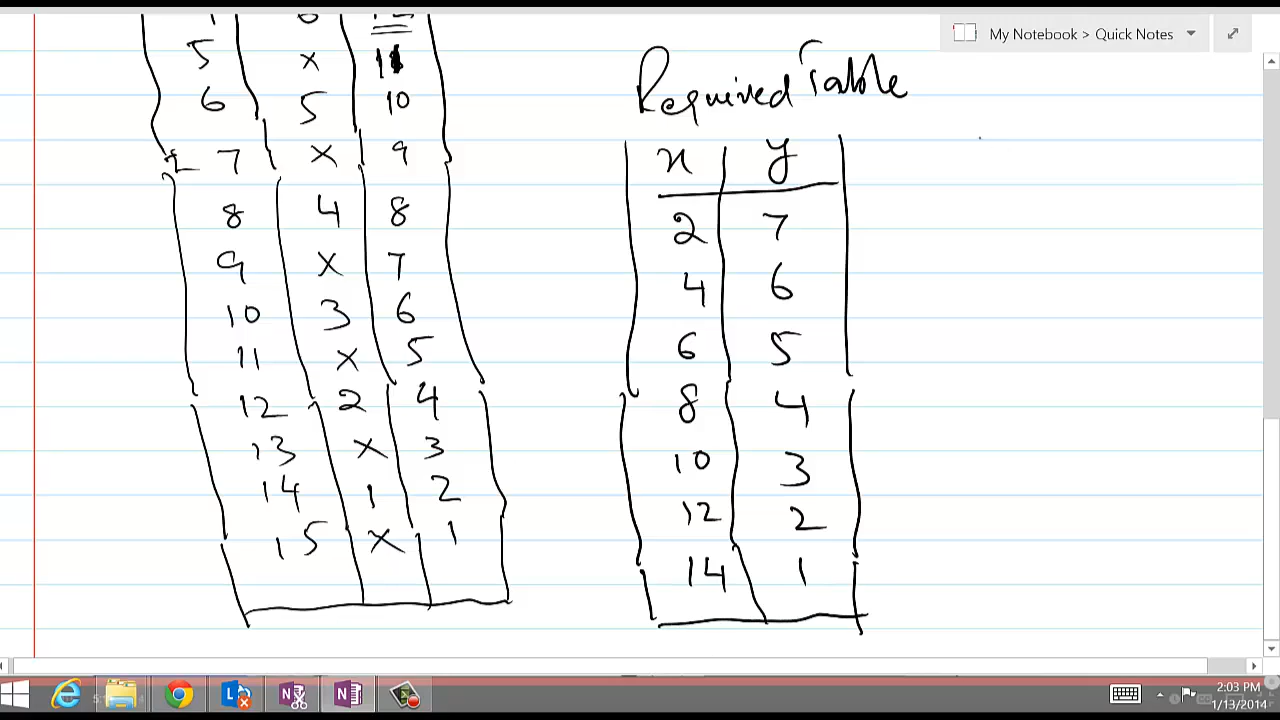 My Notebook > Quick Notes
5 x 11
6 5 10
7 x 9
8 4 8
9 x 7
10 3 6
11 x 5
12 2 4
13 x 3
14 1 2
15 x 1
Required Table
x y
2 7
4 6
6 5
8 4
10 3
12 2
14 1
2:03 PM
1/13/2014